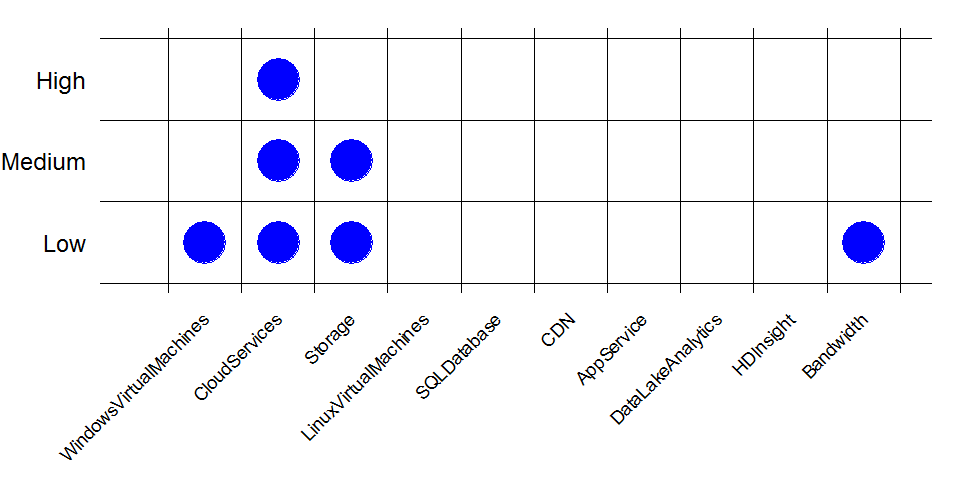 High
Medium
Low
WindowsVirtualMachines
CloudServices
Storage
LinuxVirtualMachines
SQLDatabase
CDN
AppService
DataLakeAnalytics
HDInsight
Bandwidth